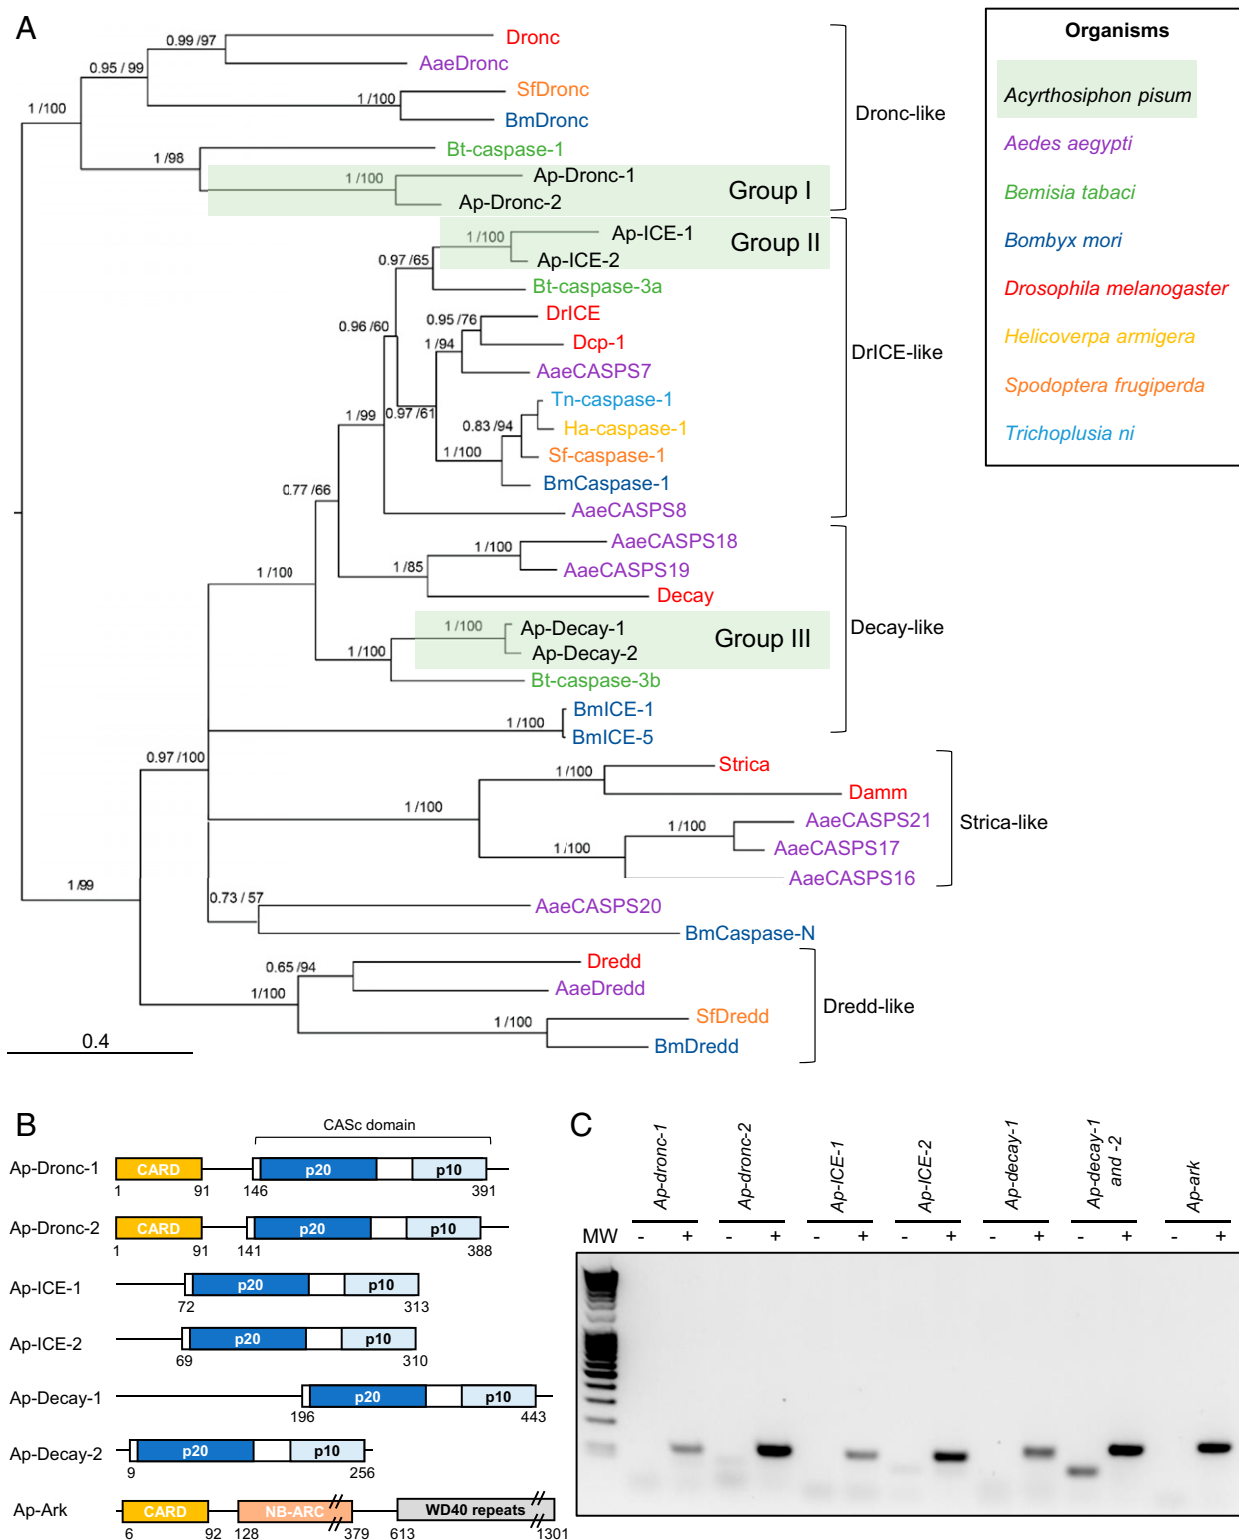 A
0.99 / 97
Dronc
0.95 / 99
AaeDronc
SfDronc
1 /100
1 /100
BmDronc
Dronc-like
1 /98
Bt-caspase-1
1 /100
Ap-Dronc-1
Group I
Ap-Dronc-2
1 /100
Ap-ICE-1
Group II
0.97 /65
Ap-ICE-2
Bt-caspase-3a
0.96 /60
0.95 /76
DrICE
1 /94
Dcp-1
DrICE-like
AaeCASPS7
0.97 /61
Tn-caspase-1
1 /99
0.83 /94
Ha-caspase-1
1 /100
Sf-caspase-1
BmCaspase-1
0.77 /66
AaeCASPS8
1 /100
AaeCASPS18
1 /100
1 /85
AaeCASPS19
Decay
1 /100
Ap-Decay-1
Group III
Decay-like
Ap-Decay-2
1 /100
Bt-caspase-3b
BmICE-1
1 /100
BmICE-5
0.97 /100
Strica
1 /100
Damm
1 /100
AaeCASPS21
Strica-like
1 /100
AaeCASPS17
1 /100
AaeCASPS16
1 /99
0.73 / 57
AaeCASPS20
BmCaspase-N
0.65 /94
Dredd
1/100
AaeDredd
Dredd-like
1 /100
SfDredd
BmDredd
0.4
Organisms
Acyrthosiphon pisum
Aedes aegypti
Bemisia tabaci
Bombyx mori
Drosophila melanogaster
Helicoverpa armigera
Spodoptera frugiperda
Trichoplusia ni
B
CASc domain
Ap-Dronc-1
CARD
p20
p10
1
91
146
391
Ap-Dronc-2
CARD
p20
p10
1
91
141
388
Ap-ICE-1
p20
p10
72
313
Ap-ICE-2
p20
p10
69
310
Ap-Decay-1
p20
p10
196
443
Ap-Decay-2
p20
p10
9
256
Ap-Ark
CARD
NB-ARC
WD40 repeats
6
92
128
379
613
1301
C
Ap-dronc-1
Ap-dronc-2
Ap-ICE-1
Ap-ICE-2
Ap-decay-1
Ap-decay-1
and -2
Ap-ark
MW
- + - + - + - + - + - + - +